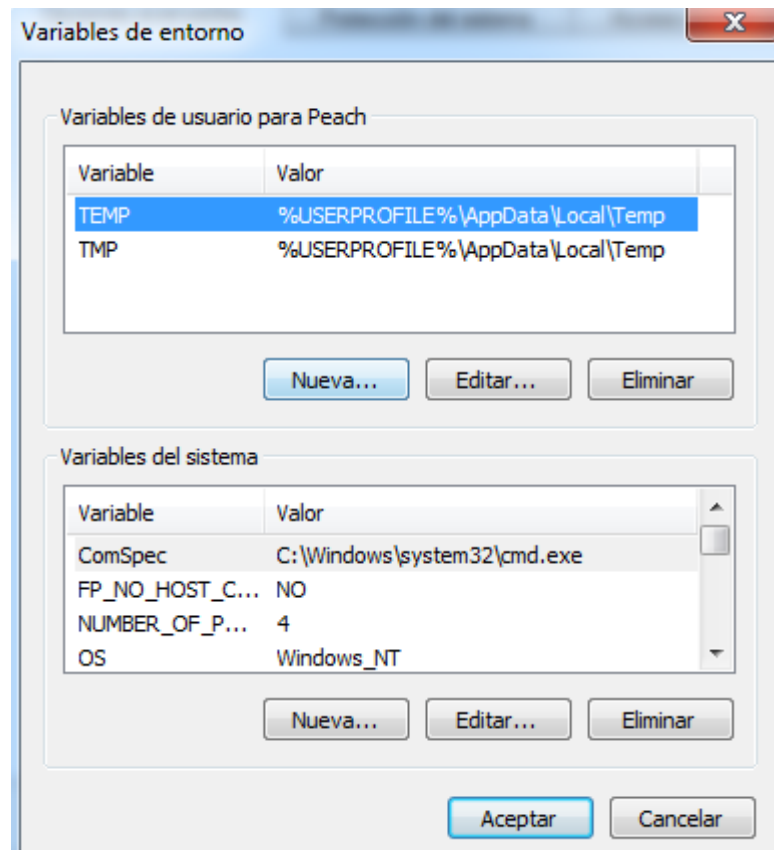 Variables de entorno
Variables de usuario para Peach
Variable Valor
TEMP %USERPROFILE%\AppData\Local\Temp
TMP %USERPROFILE%\AppData\Local\Temp
Nueva... Editar... Eliminar
Variables del sistema
Variable Valor
ComSpec C:\Windows\system32\cmd.exe
FP_NO_HOST_C... NO
NUMBER_OF_P... 4
OS Windows_NT
Nueva... Editar... Eliminar
Aceptar Cancelar